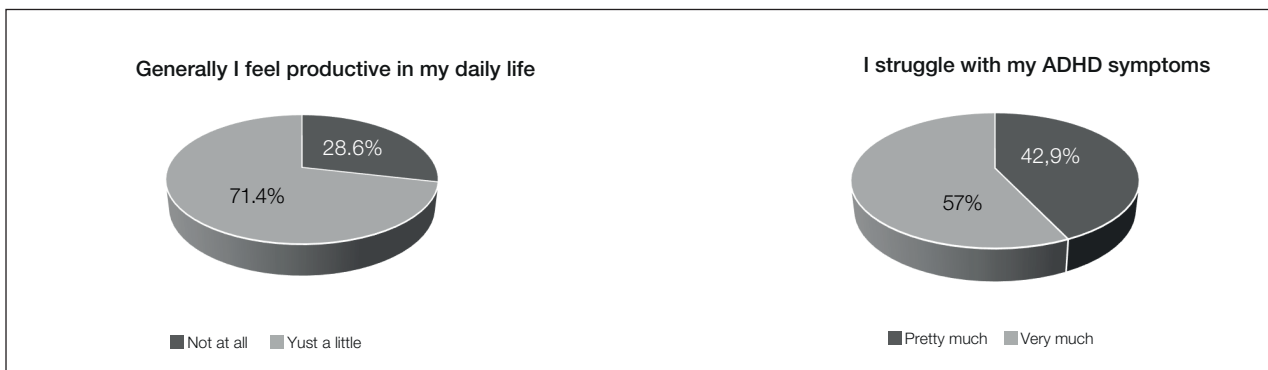 Generally I feel productive in my daily life
28.6%
71.4%
Not at all Yust a little
I struggle with my ADHD symptoms
42,9%
57%
Pretty much Very much